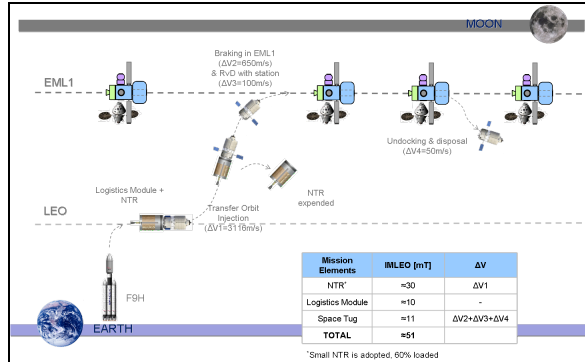 MOON
Braking in EML1
(ΔV2=650m/s)
& RvD with station
(ΔV3=100m/s)
EML1
Undocking & disposal
(ΔV4=50m/s)
Logistics Module +
NTR
NTR
expended
LEO
Transfer Orbit
Injection
(ΔV1=3116m/s)
F9H
EARTH
Mission Elements IMLEO [mT] ΔV
NTR* ≈30 ΔV1
Logistics Module ≈10 -
Space Tug ≈11 ΔV2+ΔV3+ΔV4
TOTAL ≈51
*Small NTR is adopted, 60% loaded